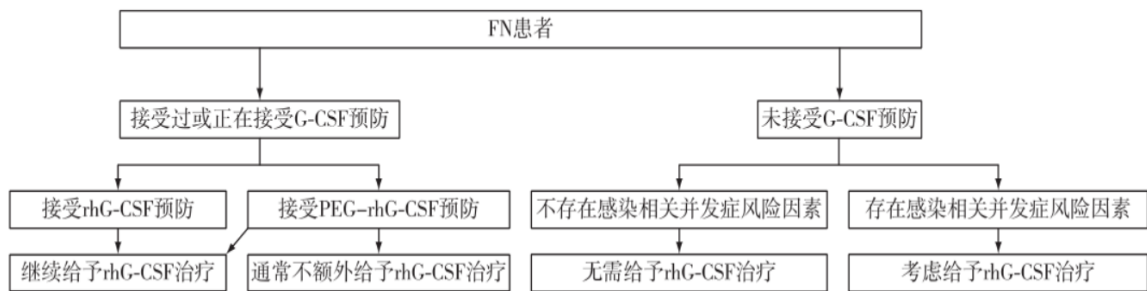 FN患者
接受过或正在接受G-CSF预防
未接受G-CSF预防
接受rhG-CSF预防
接受PEG-rhG-CSF预防
不存在感染相关并发症风险因素
存在感染相关并发症风险因素
继续给予rhG-CSF治疗
通常不额外给予rhG-CSF治疗
无需给予rhG-CSF治疗
考虑给予rhG-CSF治疗